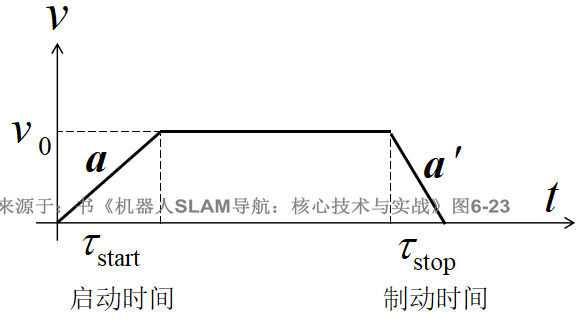 v
v0
a
a'
来源于：书《机器人SLAM导航：核心技术与实战》图6-23
t
τstart
τstop
启动时间
制动时间